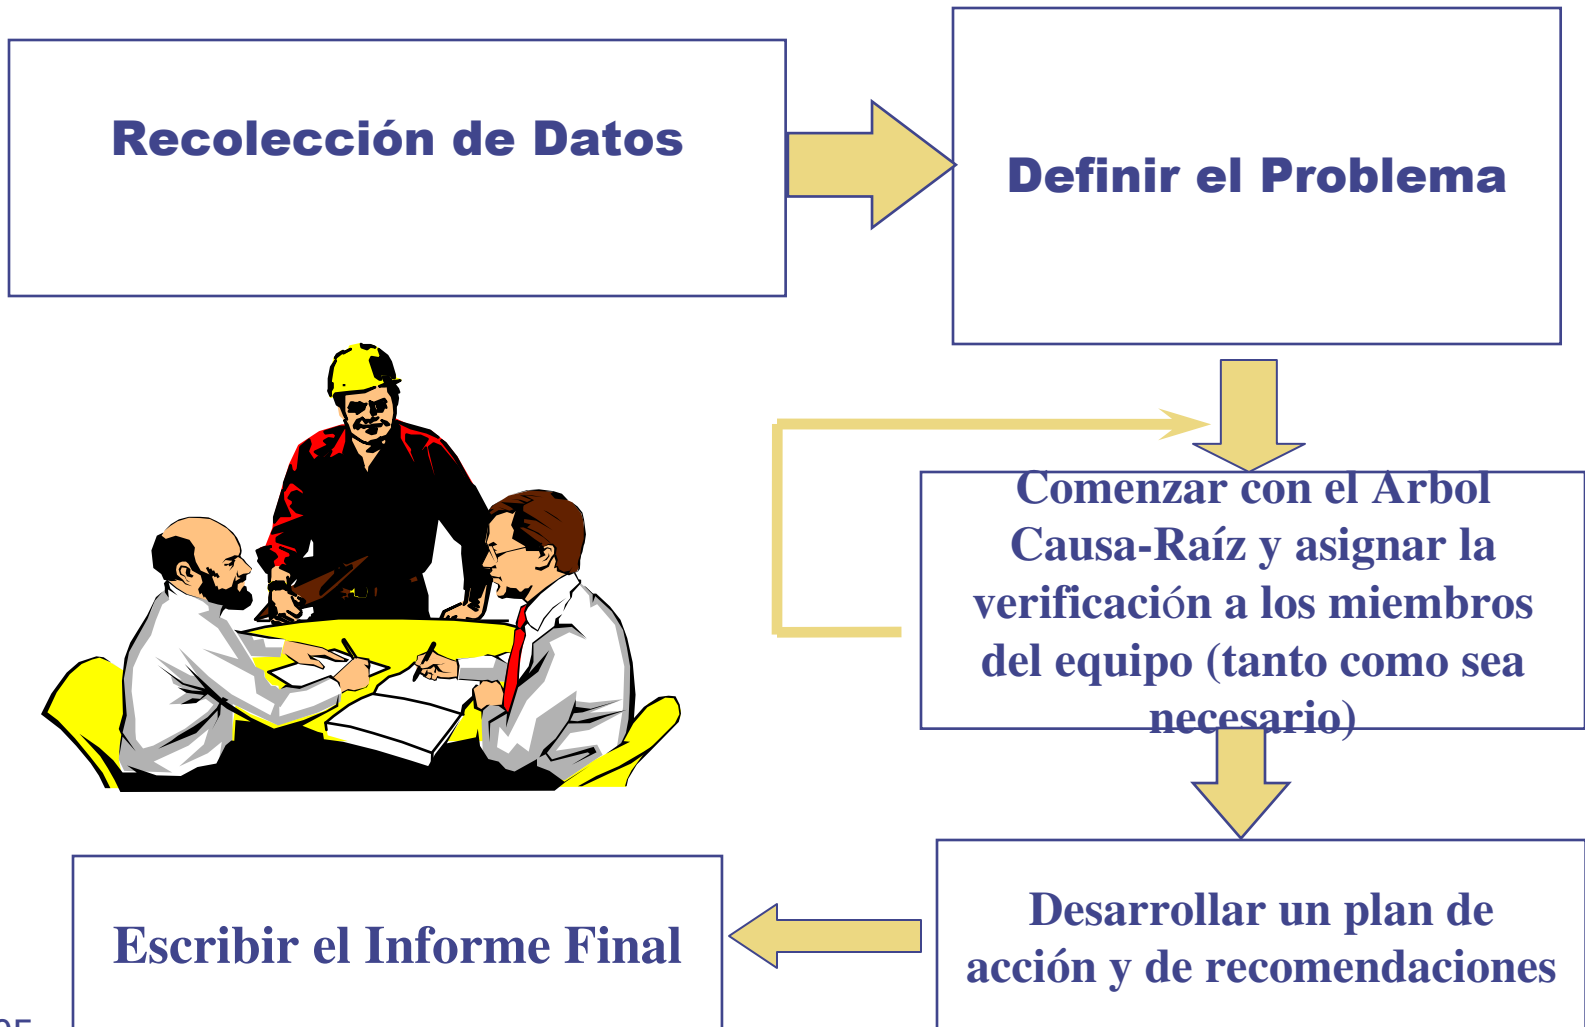 Recolección de Datos
Definir el Problema
Comenzar con el Arbol
Causa-Raíz y asignar la
verificación a los miembros
del equipo (tanto como sea
necesario)
Desarrollar un plan de
acción y de recomendaciones
Escribir el Informe Final